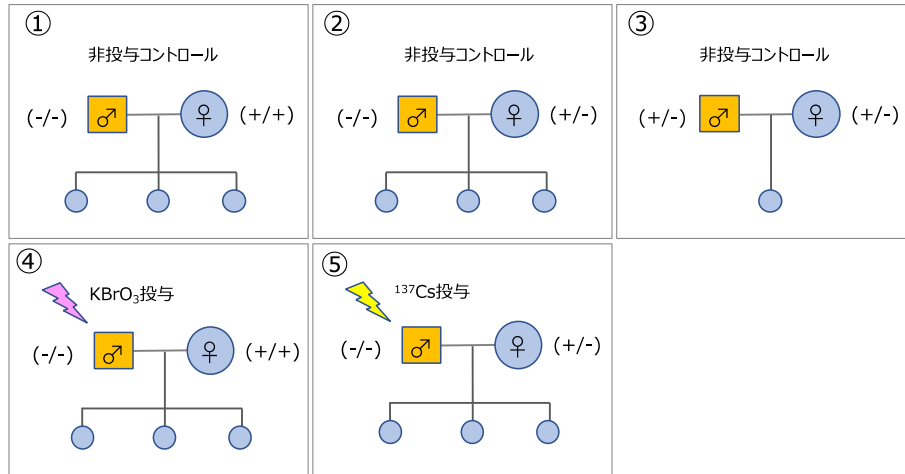 ①
非投与コントロール
(-/-) ♂ ♀ (+/+)
②
非投与コントロール
(-/-) ♂ ♀ (+/-)
③
非投与コントロール
(+/-) ♂ ♀ (+/-)
④
KBrO₃投与
(-/-) ♂ ♀ (+/+)
⑤
¹³⁷Cs投与
(-/-) ♂ ♀ (+/-)